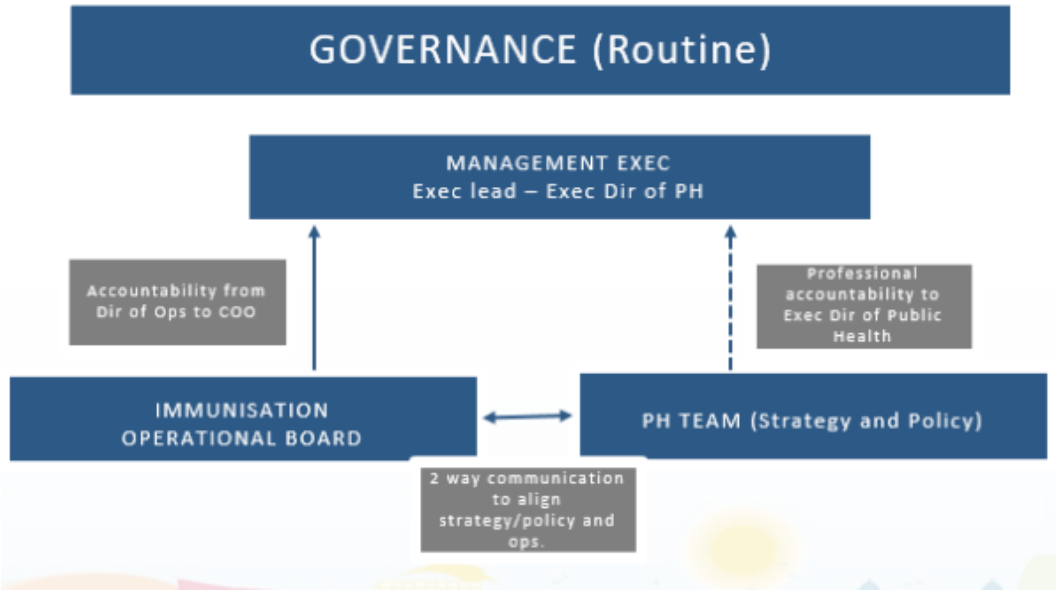 GOVERNANCE (Routine)
MANAGEMENT EXEC
Exec lead – Exec Dir of PH
Accountability from
Dir of Ops to COO
Professional
accountability to
Exec Dir of Public
Health
IMMUNISATION
OPERATIONAL BOARD
PH TEAM (Strategy and Policy)
2 way communication
to align
strategy/policy and
ops.